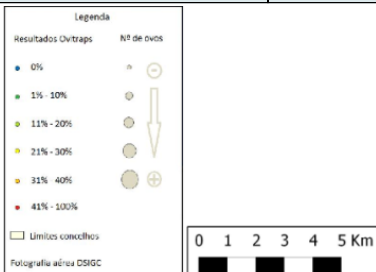 Legenda
Resultados Ovitraps Nº de ovos
0%
1% - 10%
11% - 20%
21% - 30%
31% - 40%
41% - 100%
Limites concelhos
Fotografia aérea DSIGC
0 1 2 3 4 5 Km